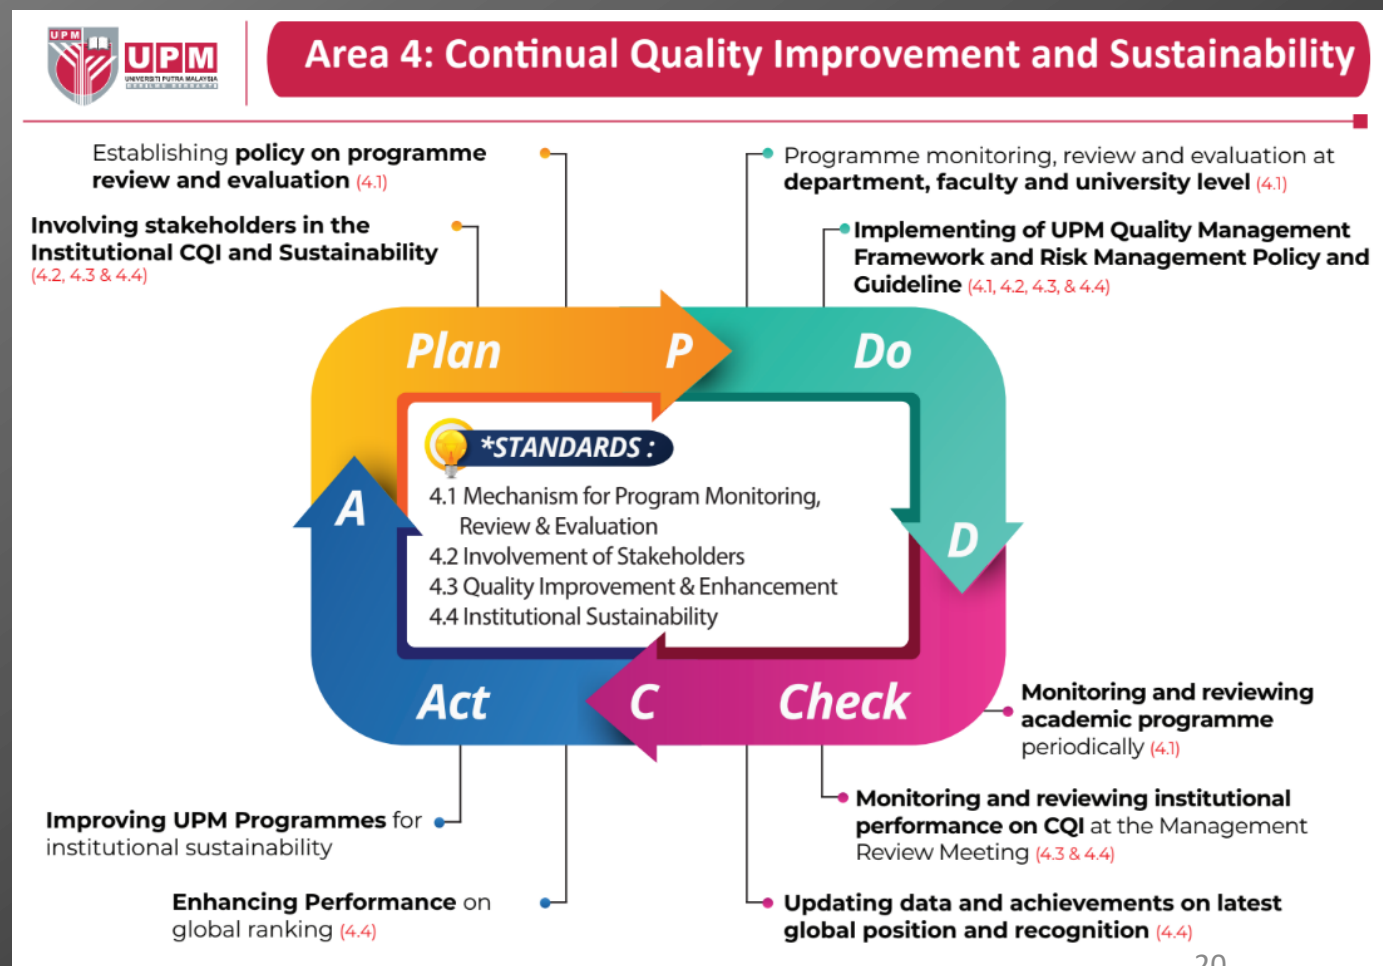 UPM
UPM
UNIVERSITI PUTRA MALAYSIA
BERILMU BERBAKTI
Area 4: Continual Quality Improvement and Sustainability
Establishing policy on programme
review and evaluation (4.1)
Involving stakeholders in the
Institutional CQI and Sustainability
(4.2, 4.3 & 4.4)
Programme monitoring, review and evaluation at
department, faculty and university level (4.1)
Implementing of UPM Quality Management
Framework and Risk Management Policy and
Guideline (4.1, 4.2, 4.3, & 4.4)
Plan
P
Do
D
*STANDARDS :
4.1 Mechanism for Program Monitoring,
Review & Evaluation
4.2 Involvement of Stakeholders
4.3 Quality Improvement & Enhancement
4.4 Institutional Sustainability
A
Act
C
Check
Monitoring and reviewing
academic programme
periodically (4.1)
Monitoring and reviewing institutional
performance on CQI at the Management
Review Meeting (4.3 & 4.4)
Updating data and achievements on latest
global position and recognition (4.4)
Improving UPM Programmes for
institutional sustainability
Enhancing Performance on
global ranking (4.4)
20